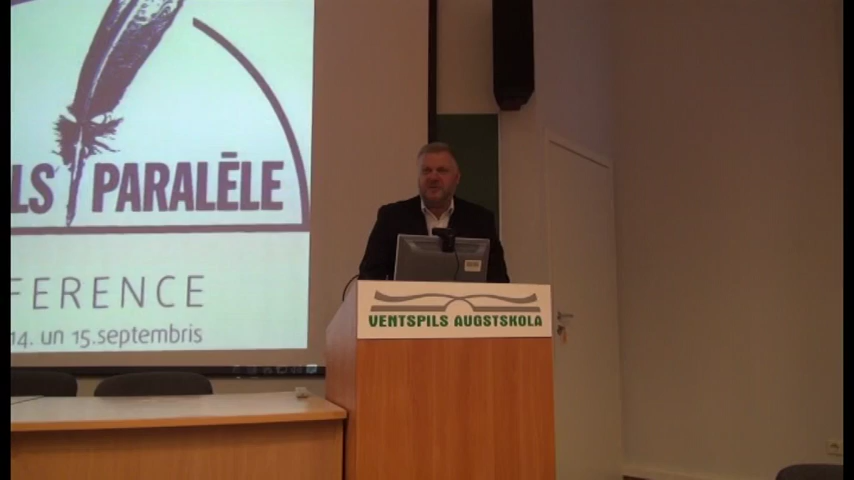 LS PARALĒLE
FERENCE
14. un 15.septembris
VENTSPILS AUGSTSKOLA